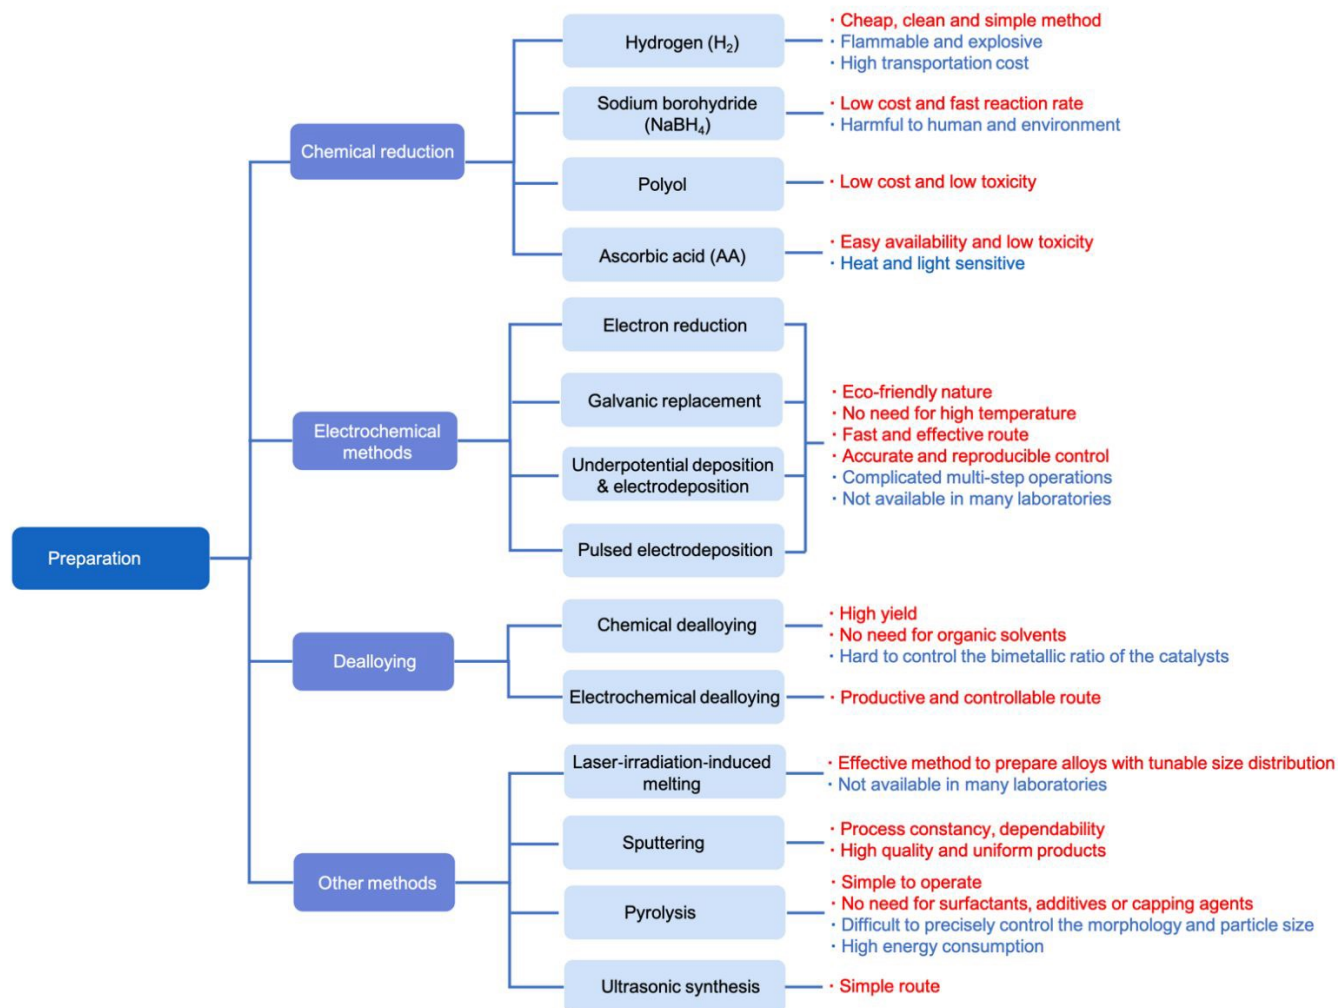 Preparation
Chemical reduction
Hydrogen (H₂)
· Cheap, clean and simple method
· Flammable and explosive
· High transportation cost
Sodium borohydride
(NaBH₄)
· Low cost and fast reaction rate
· Harmful to human and environment
Polyol
· Low cost and low toxicity
Ascorbic acid (AA)
· Easy availability and low toxicity
· Heat and light sensitive
Electrochemical
methods
Electron reduction
Galvanic replacement
Underpotential deposition
& electrodeposition
Pulsed electrodeposition
· Eco-friendly nature
· No need for high temperature
· Fast and effective route
· Accurate and reproducible control
· Complicated multi-step operations
· Not available in many laboratories
Dealloying
Chemical dealloying
· High yield
· No need for organic solvents
· Hard to control the bimetallic ratio of the catalysts
Electrochemical dealloying
· Productive and controllable route
Other methods
Laser-irradiation-induced
melting
· Effective method to prepare alloys with tunable size distribution
· Not available in many laboratories
Sputtering
· Process constancy, dependability
· High quality and uniform products
Pyrolysis
· Simple to operate
· No need for surfactants, additives or capping agents
· Difficult to precisely control the morphology and particle size
· High energy consumption
Ultrasonic synthesis
· Simple route